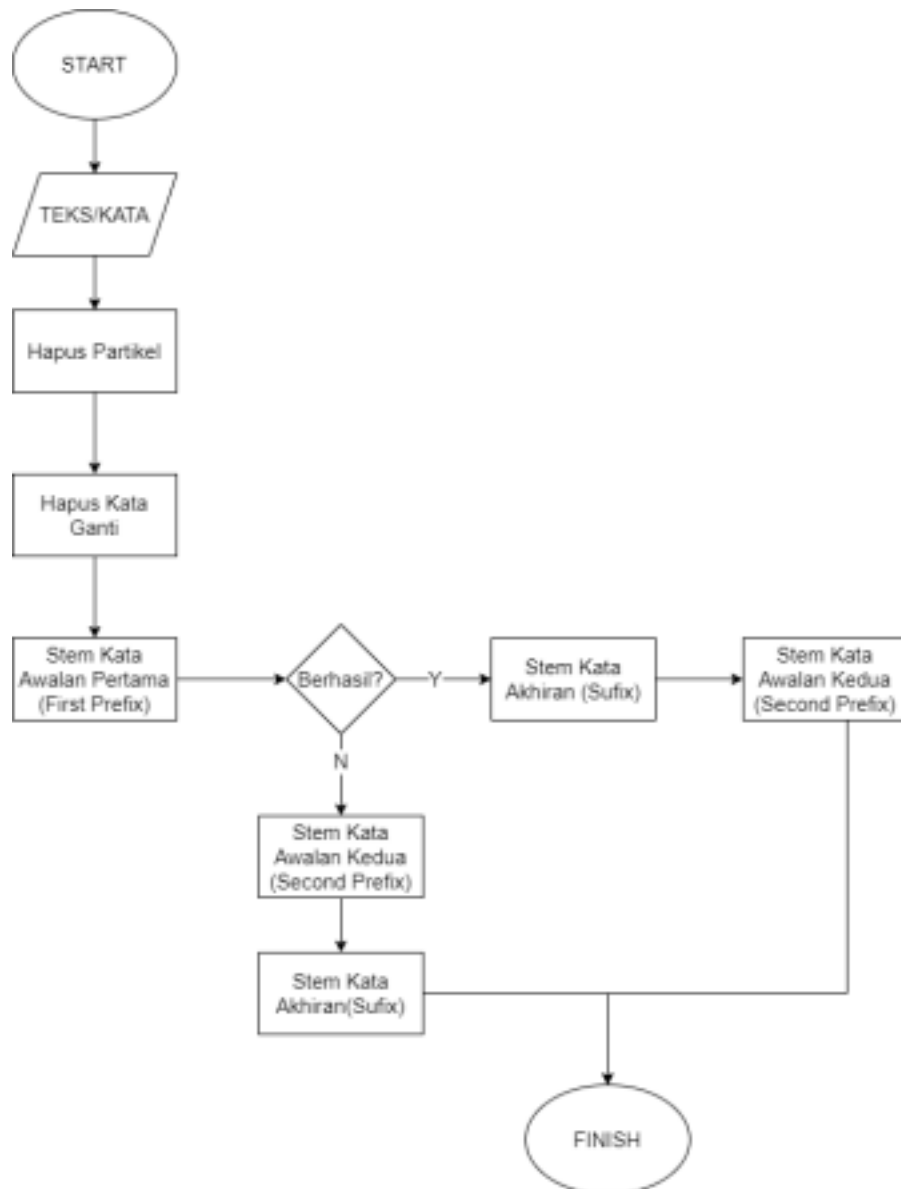 START
TEKS/KATA
Hapus Partikel
Hapus Kata
Ganti
Stem Kata
Awalan Pertama
(First Prefix)
Berhasil?
Y
Stem Kata
Akhiran (Sufix)
Stem Kata
Awalan Kedua
(Second Prefix)
N
Stem Kata
Awalan Kedua
(Second Prefix)
Stem Kata
Akhiran(Sufix)
FINISH